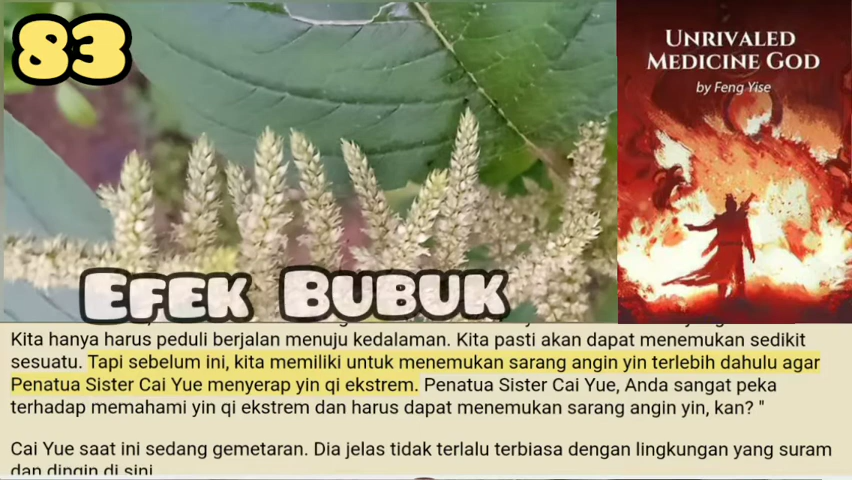 83
UNRIVALED
MEDICINE GOD
by Feng Yise
EFEK BUBUK
Kita hanya harus peduli berjalan menuju kedalaman. Kita pasti akan dapat menemukan sedikit
sesuatu. Tapi sebelum ini, kita memiliki untuk menemukan sarang angin yin terlebih dahulu agar
Penatua Sister Cai Yue menyerap yin qi ekstrem. Penatua Sister Cai Yue, Anda sangat peka
terhadap memahami yin qi ekstrem dan harus dapat menemukan sarang angin yin, kan? "
Cai Yue saat ini sedang gemetaran. Dia jelas tidak terlalu terbiasa dengan lingkungan yang suram
dan dingin di sini